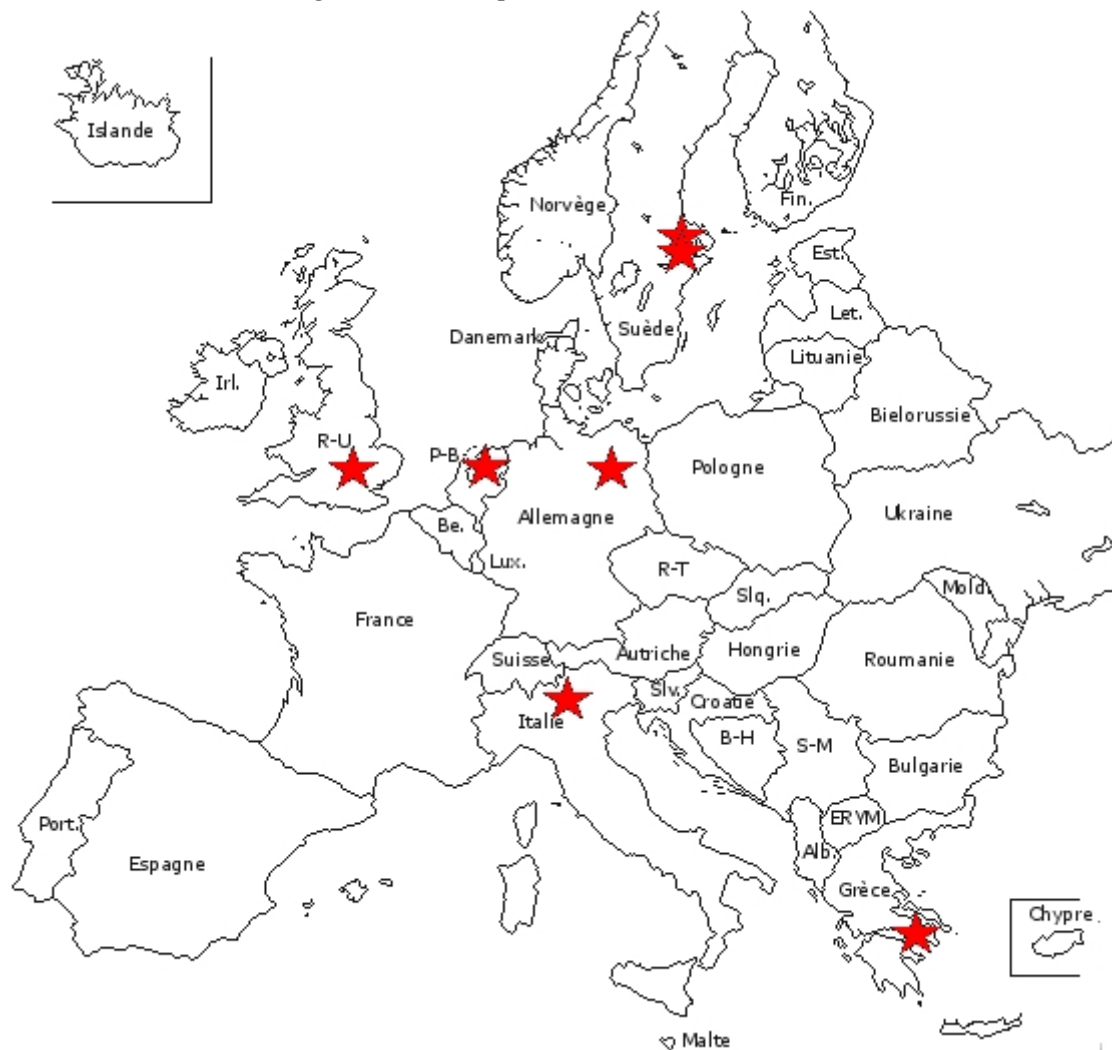 Islande
Norvège
Fin.
Est.
Suède
Let.
Danemark
Lituanie
Irl.
Bielorussie
R-U
P-B
Pologne
Allemagne
Ukraine
Be.
Lux.
R-T
Mold.
Slq.
France
Suisse
Autriche
Hongrie
Roumanie
Slv.
Croatie
Italie
B-H
S-M
Bulgarie
Port.
ERYM
Alb.
Espagne
Grèce
Chypre
Malte